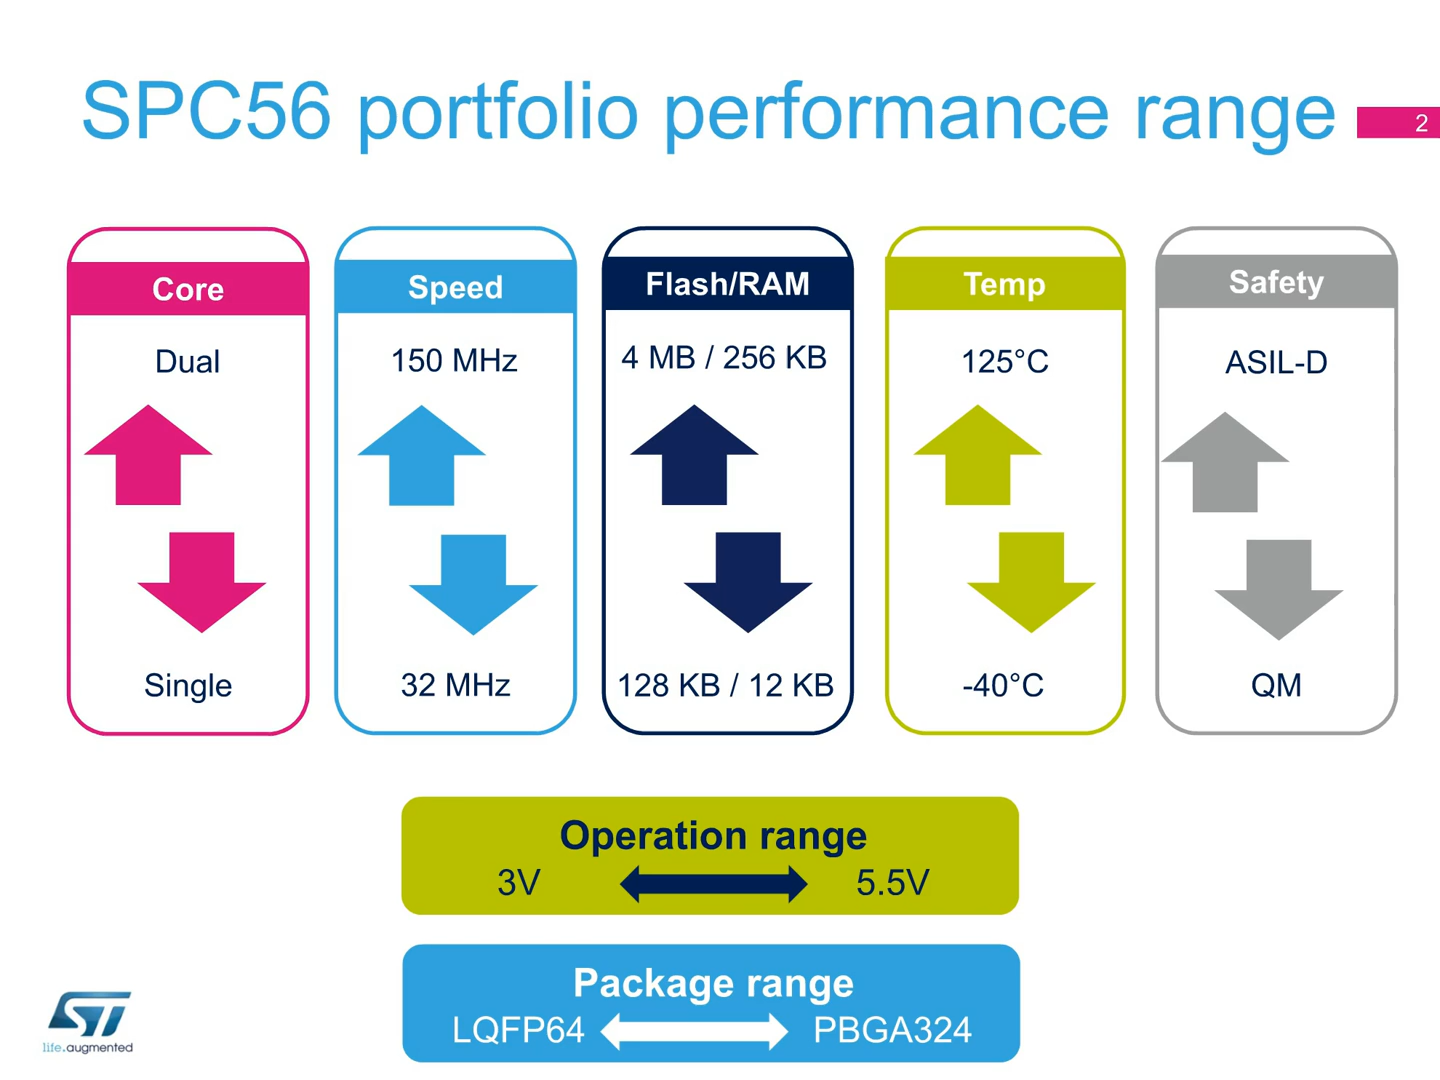 SPC56 portfolio performance range
2
Core
Dual
Single
Speed
150 MHz
32 MHz
Flash/RAM
4 MB / 256 KB
128 KB / 12 KB
Temp
125°C
-40°C
Safety
ASIL-D
QM
Operation range
3V 5.5V
Package range
LQFP64 PBGA324
ST
life.augmented